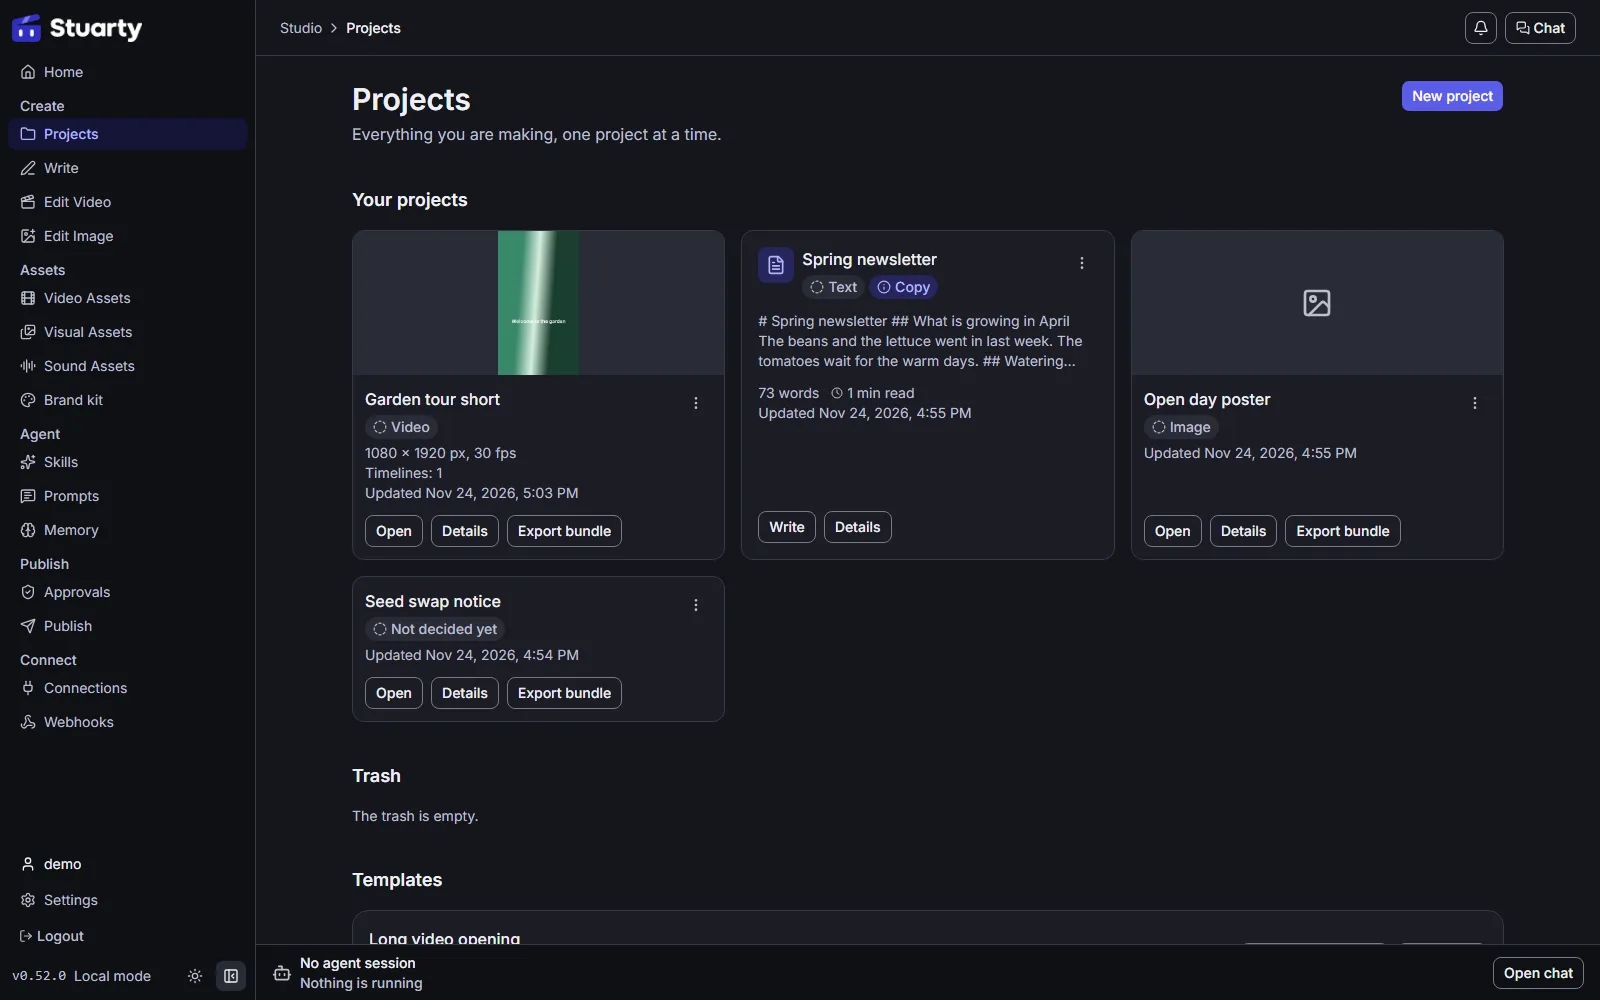 Stuarty
Home
Create
Projects
Write
Edit Video
Edit Image
Assets
Video Assets
Visual Assets
Sound Assets
Brand kit
Agent
Skills
Prompts
Memory
Publish
Approvals
Publish
Connect
Connections
Webhooks
demo
Settings
Logout
v0.52.0 Local mode
Studio > Projects
Chat
Projects
Everything you are making, one project at a time.
New project
Your projects
Welcome to the garden
Garden tour short
Video
1080 × 1920 px, 30 fps
Timelines: 1
Updated Nov 24, 2026, 5:03 PM
Open Details Export bundle
Spring newsletter
Text Copy
# Spring newsletter ## What is growing in April
The beans and the lettuce went in last week. The
tomatoes wait for the warm days. ## Watering...
73 words 1 min read
Updated Nov 24, 2026, 4:55 PM
Write Details
Open day poster
Image
Updated Nov 24, 2026, 4:55 PM
Open Details Export bundle
Seed swap notice
Not decided yet
Updated Nov 24, 2026, 4:54 PM
Open Details Export bundle
Trash
The trash is empty.
Templates
Long video opening
No agent session
Nothing is running
Open chat